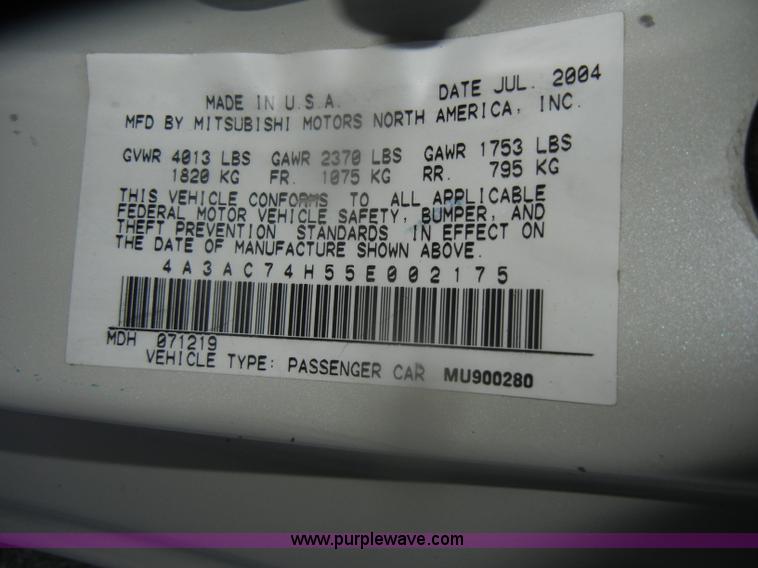 DATE JUL. 2004
MADE IN U.S.A.
MFD BY MITSUBISHI MOTORS NORTH AMERICA, INC.
GVWR 4013 LBS GAWR 2370 LBS GAWR 1753 LBS
1820 KG FR. 1075 KG RR. 795 KG
THIS VEHICLE CONFORMS TO ALL APPLICABLE
FEDERAL MOTOR VEHICLE SAFETY, BUMPER, AND
THEFT PREVENTION STANDARDS IN EFFECT ON
THE DATE OF MANUFACTURE SHOWN ABOVE.
4A3AC74H55E002175
MDH 071219
VEHICLE TYPE: PASSENGER CAR MU900280
www.purplewave.com